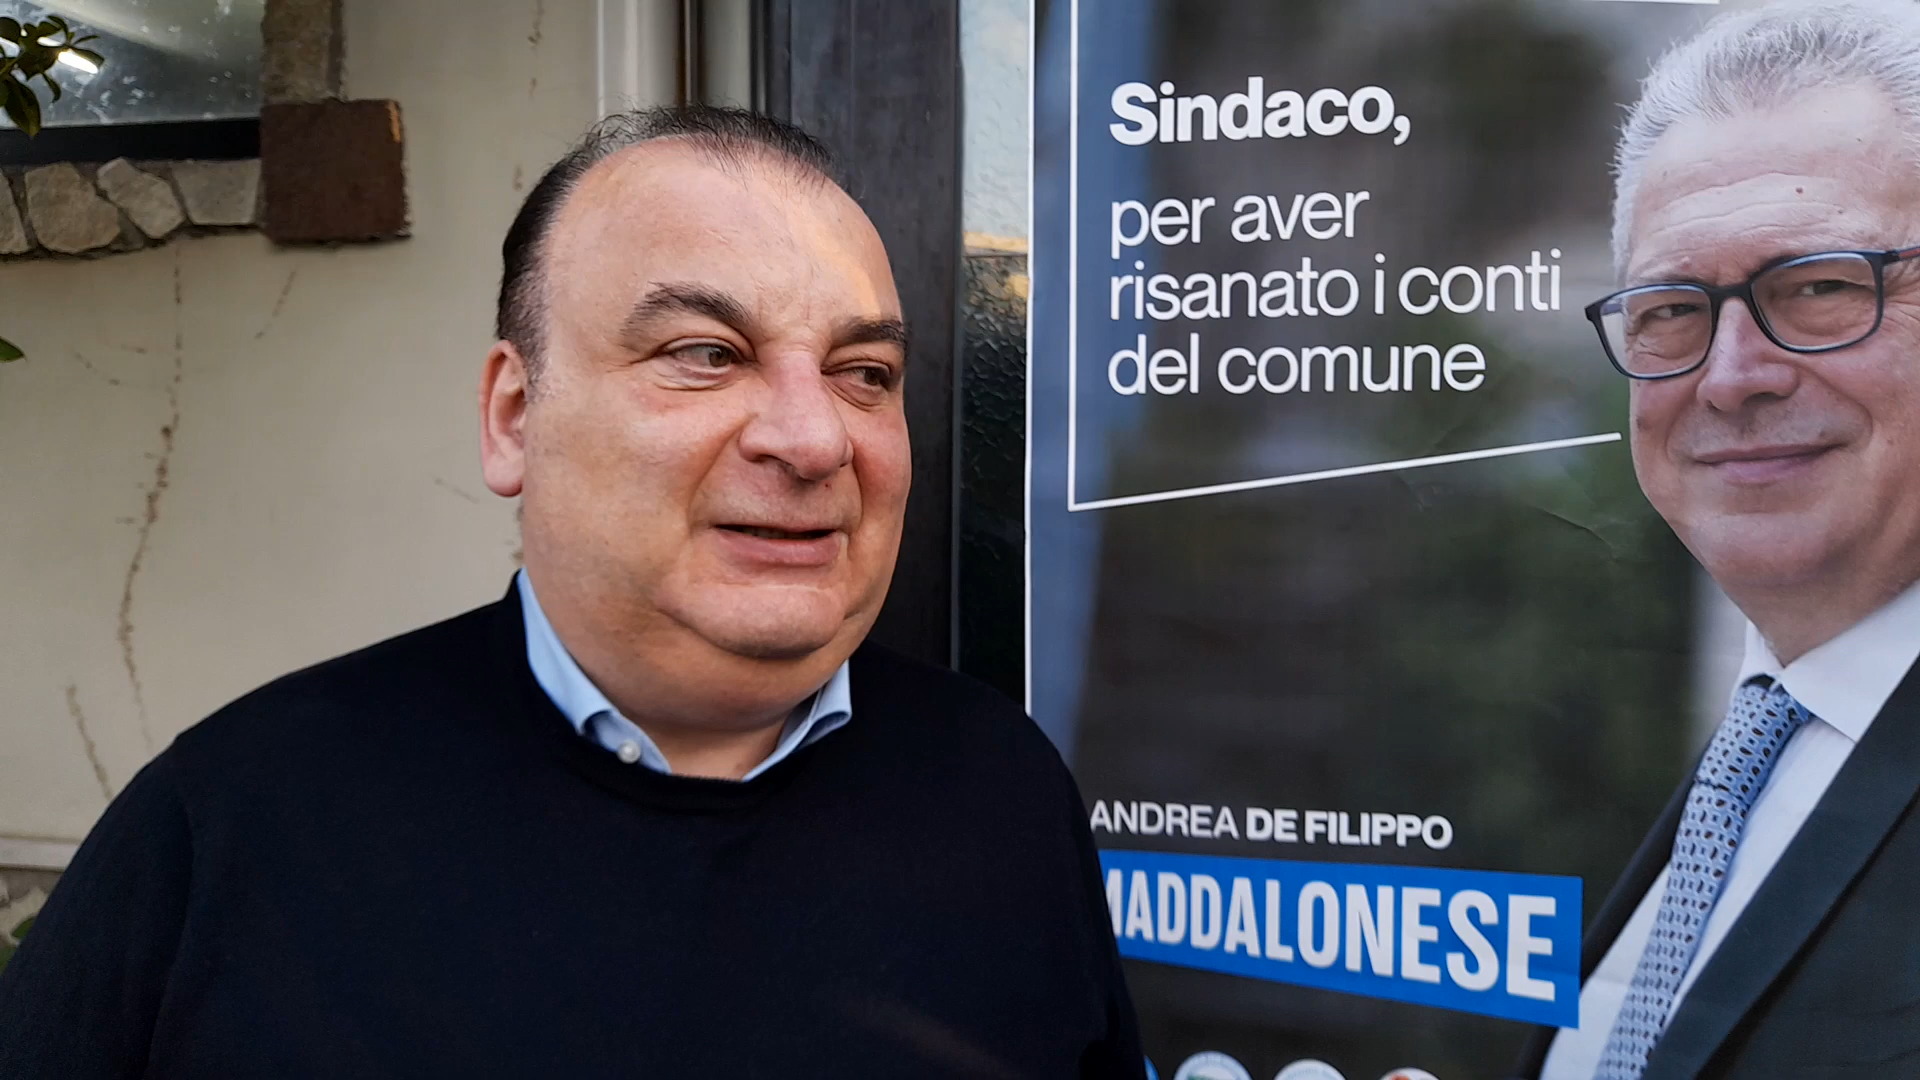 Sindaco,
per aver
risanato i conti
del comune
ANDREA DE FILIPPO
MADDALONESE